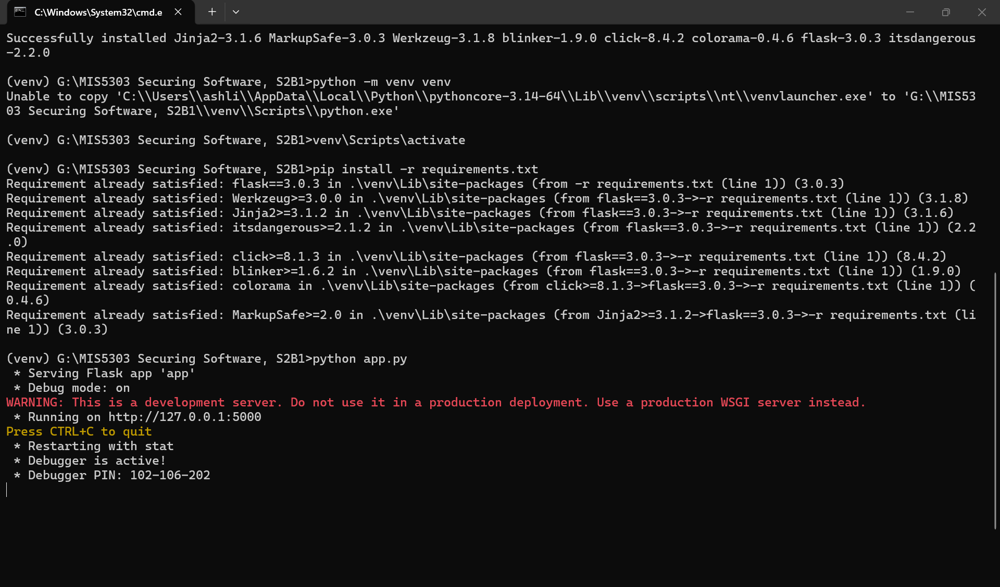 C:\Windows\System32\cmd.e
Successfully installed Jinja2-3.1.6 MarkupSafe-3.0.3 Werkzeug-3.1.8 blinker-1.9.0 click-8.4.2 colorama-0.4.6 flask-3.0.3 itsdangerous
-2.2.0
(venv) G:\MIS5303 Securing Software, S2B1>python -m venv venv
Unable to copy 'C:\\Users\\ashli\\AppData\\Local\\Python\\pythoncore-3.14-64\\Lib\\venv\\scripts\\nt\\venvlauncher.exe' to 'G:\\MIS53
03 Securing Software, S2B1\\venv\\Scripts\\python.exe'
(venv) G:\MIS5303 Securing Software, S2B1>venv\Scripts\activate
(venv) G:\MIS5303 Securing Software, S2B1>pip install -r requirements.txt
Requirement already satisfied: flask==3.0.3 in .\venv\Lib\site-packages (from -r requirements.txt (line 1)) (3.0.3)
Requirement already satisfied: Werkzeug>=3.0.0 in .\venv\Lib\site-packages (from flask==3.0.3->-r requirements.txt (line 1)) (3.1.8)
Requirement already satisfied: Jinja2>=3.1.2 in .\venv\Lib\site-packages (from flask==3.0.3->-r requirements.txt (line 1)) (3.1.6)
Requirement already satisfied: itsdangerous>=2.1.2 in .\venv\Lib\site-packages (from flask==3.0.3->-r requirements.txt (line 1)) (2.2
.0)
Requirement already satisfied: click>=8.1.3 in .\venv\Lib\site-packages (from flask==3.0.3->-r requirements.txt (line 1)) (8.4.2)
Requirement already satisfied: blinker>=1.6.2 in .\venv\Lib\site-packages (from flask==3.0.3->-r requirements.txt (line 1)) (1.9.0)
Requirement already satisfied: colorama in .\venv\Lib\site-packages (from click>=8.1.3->flask==3.0.3->-r requirements.txt (line 1)) (
0.4.6)
Requirement already satisfied: MarkupSafe>=2.0 in .\venv\Lib\site-packages (from Jinja2>=3.1.2->flask==3.0.3->-r requirements.txt (li
ne 1)) (3.0.3)
(venv) G:\MIS5303 Securing Software, S2B1>python app.py
 * Serving Flask app 'app'
 * Debug mode: on
WARNING: This is a development server. Do not use it in a production deployment. Use a production WSGI server instead.
 * Running on http://127.0.0.1:5000
Press CTRL+C to quit
 * Restarting with stat
 * Debugger is active!
 * Debugger PIN: 102-106-202